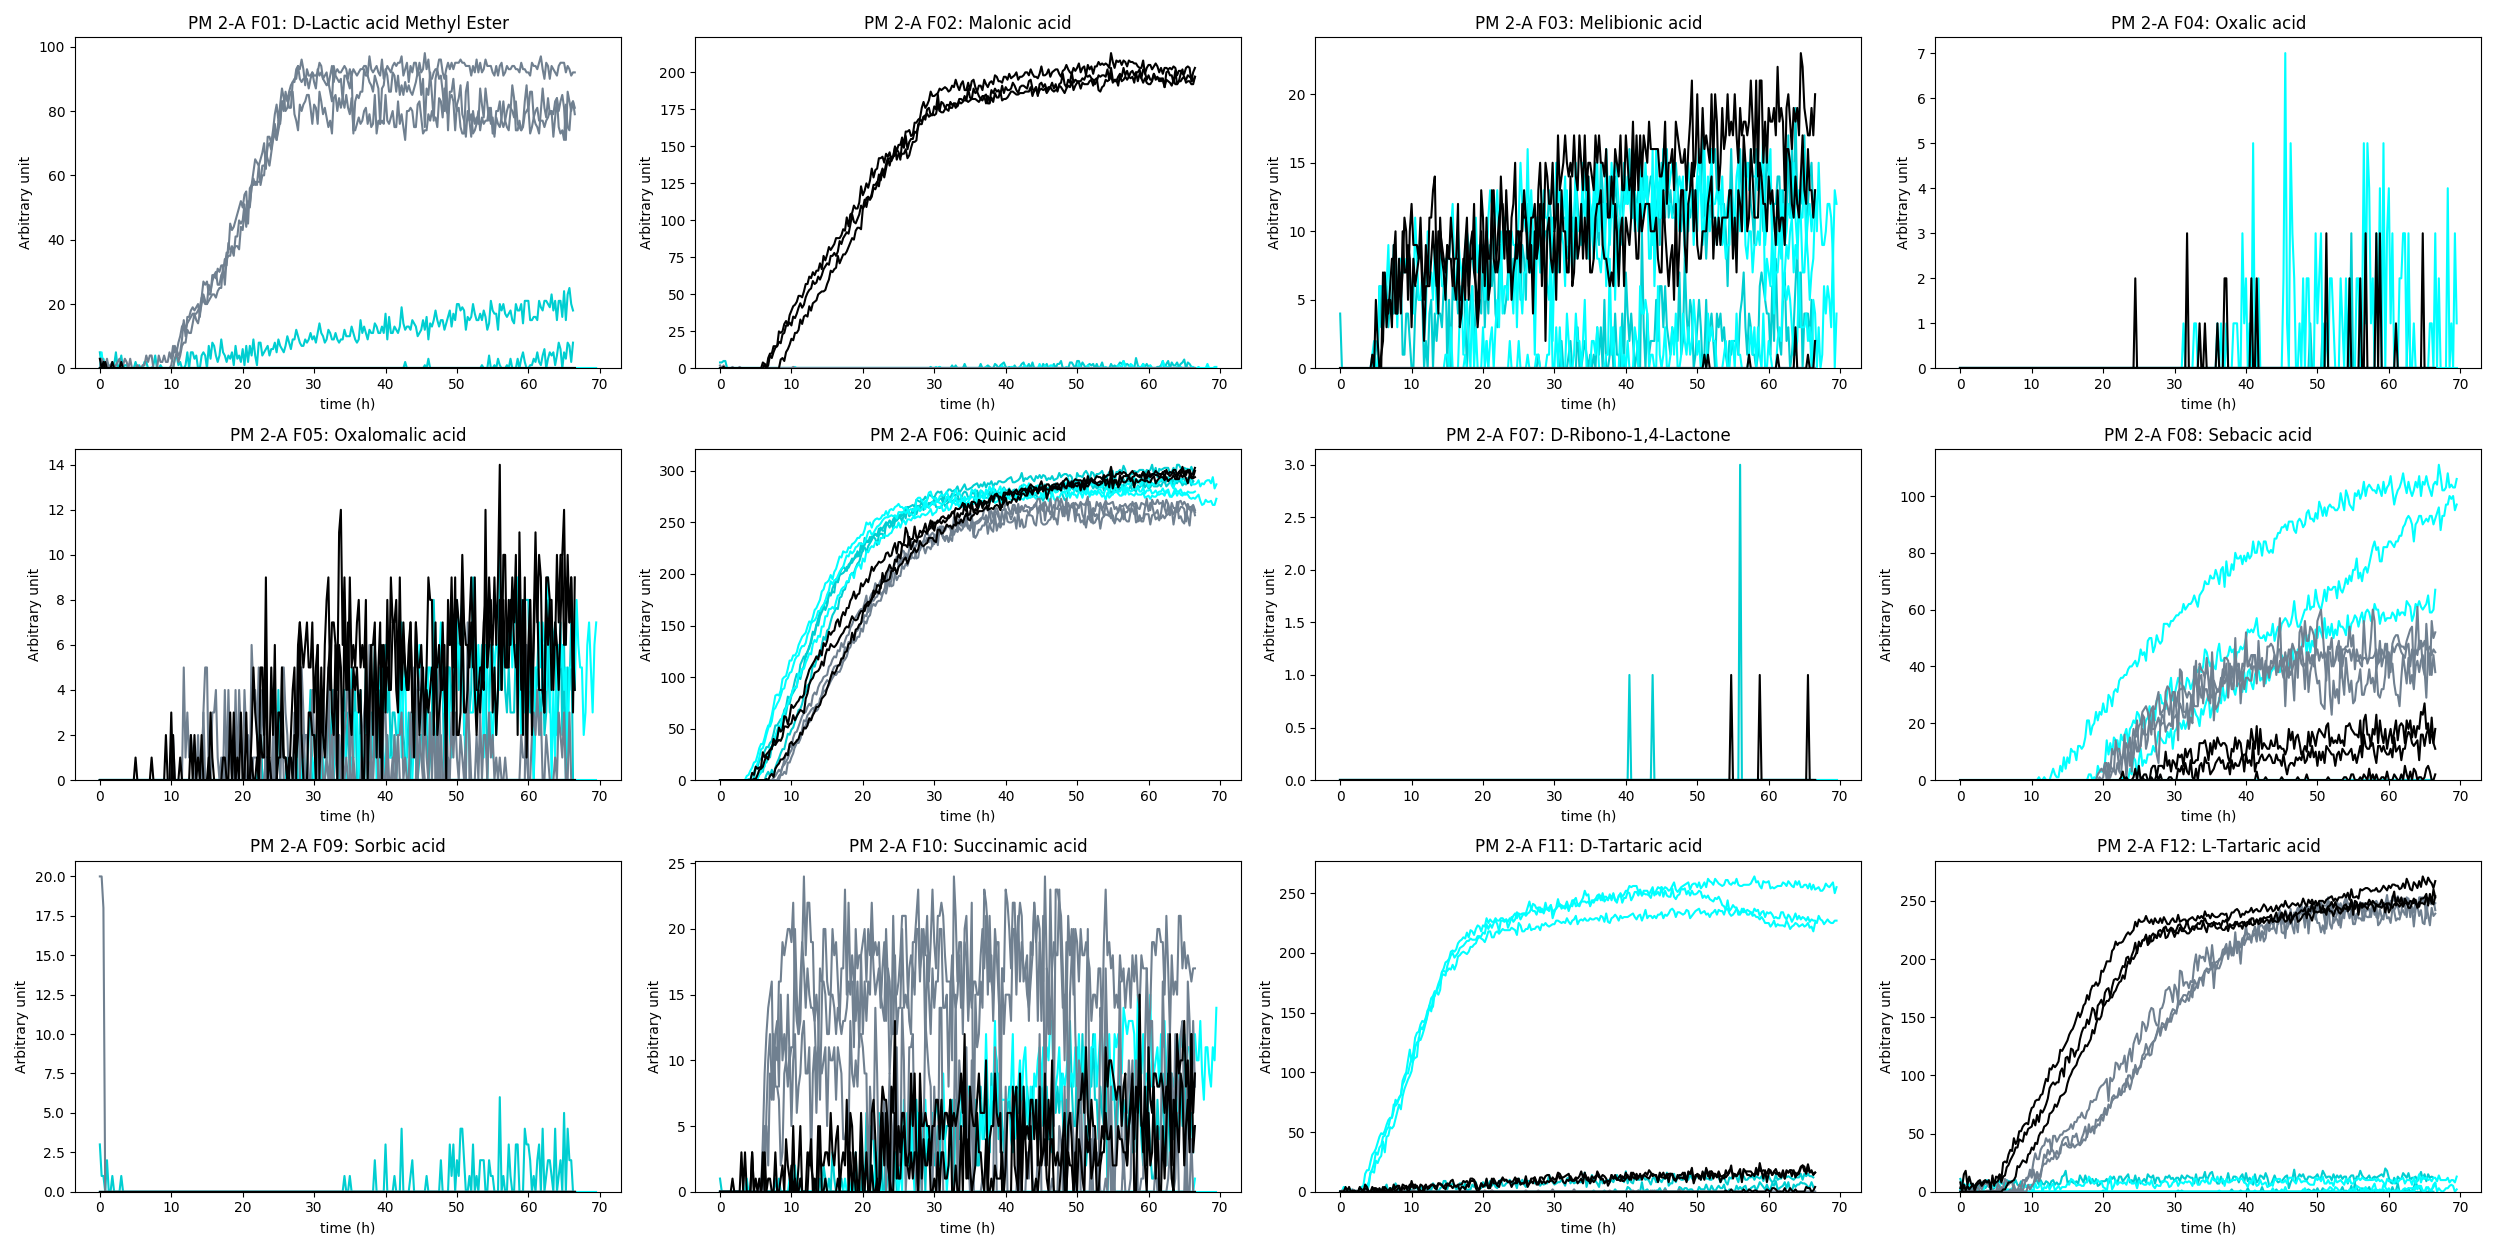 PM 2-A F01: D-Lactic acid Methyl Ester
Arbitrary unit
100
80
60
40
20
0
0 10 20 30 40 50 60 70
time (h)
PM 2-A F02: Malonic acid
Arbitrary unit
200
175
150
125
100
75
50
25
0
0 10 20 30 40 50 60 70
time (h)
PM 2-A F03: Melibionic acid
Arbitrary unit
20
15
10
5
0
0 10 20 30 40 50 60 70
time (h)
PM 2-A F04: Oxalic acid
Arbitrary unit
7
6
5
4
3
2
1
0
0 10 20 30 40 50 60 70
time (h)
PM 2-A F05: Oxalomalic acid
Arbitrary unit
14
12
10
8
6
4
2
0
0 10 20 30 40 50 60 70
time (h)
PM 2-A F06: Quinic acid
Arbitrary unit
300
250
200
150
100
50
0
0 10 20 30 40 50 60 70
time (h)
PM 2-A F07: D-Ribono-1,4-Lactone
Arbitrary unit
3.0
2.5
2.0
1.5
1.0
0.5
0.0
0 10 20 30 40 50 60 70
time (h)
PM 2-A F08: Sebacic acid
Arbitrary unit
100
80
60
40
20
0
0 10 20 30 40 50 60 70
time (h)
PM 2-A F09: Sorbic acid
Arbitrary unit
20.0
17.5
15.0
12.5
10.0
7.5
5.0
2.5
0.0
0 10 20 30 40 50 60 70
time (h)
PM 2-A F10: Succinamic acid
Arbitrary unit
25
20
15
10
5
0
0 10 20 30 40 50 60 70
time (h)
PM 2-A F11: D-Tartaric acid
Arbitrary unit
250
200
150
100
50
0
0 10 20 30 40 50 60 70
time (h)
PM 2-A F12: L-Tartaric acid
Arbitrary unit
250
200
150
100
50
0
0 10 20 30 40 50 60 70
time (h)